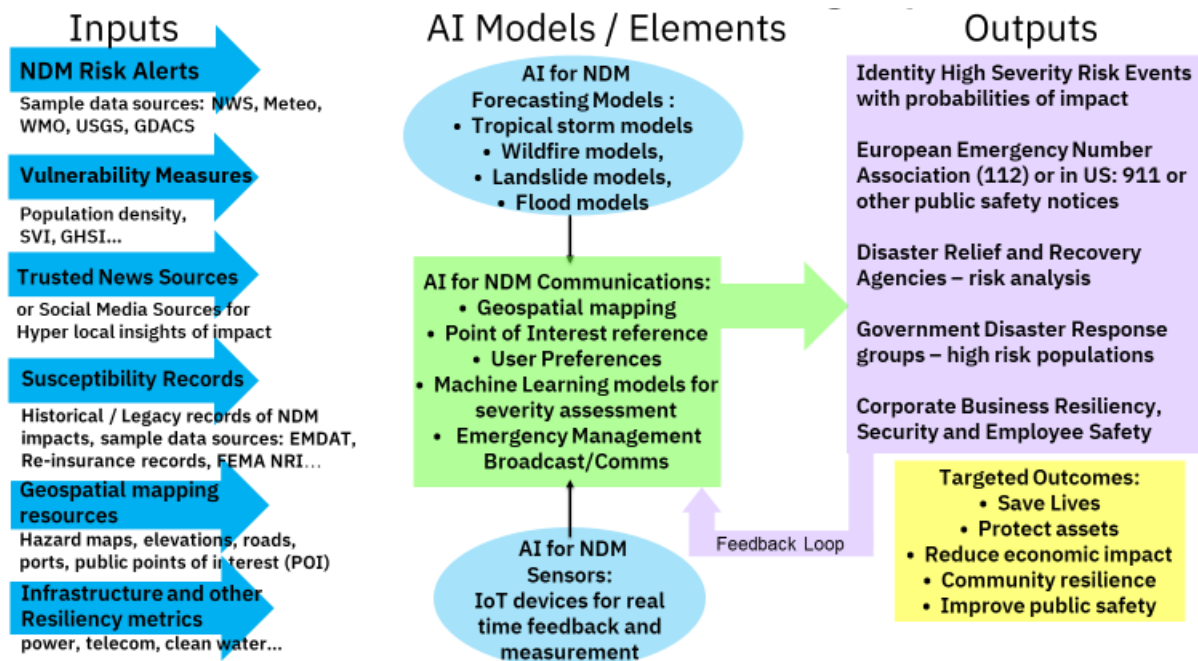 Inputs
NDM Risk Alerts
Sample data sources: NWS, Meteo,
WMO, USGS, GDACS
Vulnerability Measures
Population density,
SVI, GHSI...
Trusted News Sources
or Social Media Sources for
Hyper local insights of impact
Susceptibility Records
Historical / Legacy records of NDM
impacts, sample data sources: EMDAT,
Re-insurance records, FEMA NRI...
Geospatial mapping
resources
Hazard maps, elevations, roads,
ports, public points of interest (POI)
Infrastructure and other
Resiliency metrics
power, telecom, clean water...
AI Models / Elements
AI for NDM
Forecasting Models :
• Tropical storm models
• Wildfire models,
• Landslide models,
• Flood models
AI for NDM Communications:
• Geospatial mapping
• Point of Interest reference
• User Preferences
• Machine Learning models for
severity assessment
• Emergency Management
Broadcast/Comms
AI for NDM
Sensors:
IoT devices for real
time feedback and
measurement
Outputs
Identity High Severity Risk Events
with probabilities of impact
European Emergency Number
Association (112) or in US: 911 or
other public safety notices
Disaster Relief and Recovery
Agencies – risk analysis
Government Disaster Response
groups – high risk populations
Corporate Business Resiliency,
Security and Employee Safety
Feedback Loop
Targeted Outcomes:
• Save Lives
• Protect assets
• Reduce economic impact
• Community resilience
• Improve public safety